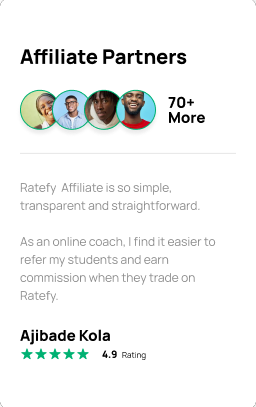 Affiliate Partners
70+
More
Ratefy Affiliate is so simple,
transparent and straightforward.
As an online coach, I find it easier to
refer my students and earn
commission when they trade on
Ratefy.
Ajibade Kola
4.9 Rating